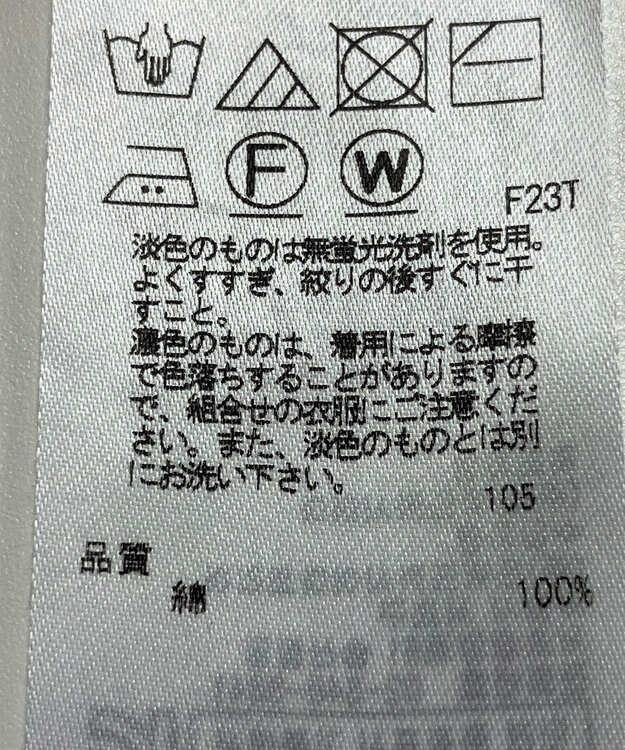 F
W
F23T
淡色のものは無蛍光洗剤を使用。
よくすすぎ、絞りの後すぐに干
すこと。
濃色のものは、着用による摩擦
で色落ちすることがありますの
で、組合せの衣服にご注意くだ
さい。また、淡色のものとは別
にお洗い下さい。
105
品質
綿 100%